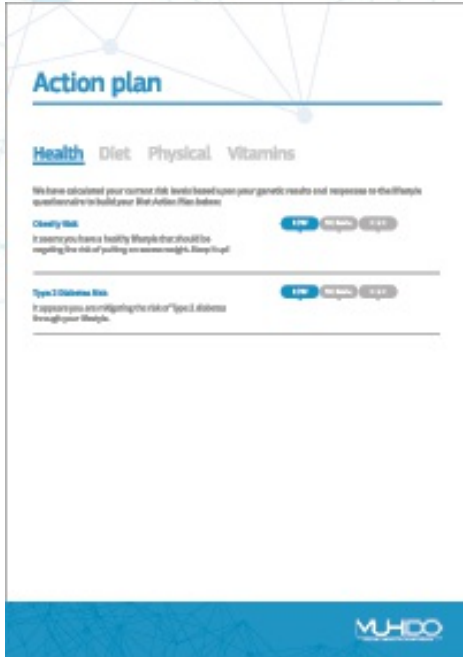 Action plan
Health Diet Physical Vitamins
We have calculated your current risk levels based upon your genetic results and responses to the lifestyle
questionnaire to build your Diet Action Plan below:
Obesity Risk
It seems you have a healthy lifestyle that should be
negating the risk of putting on excess weight. Keep it up!
LOW
Type 2 Diabetes Risk
It appears you are mitigating the risk of Type 2 diabetes
through your lifestyle.
LOW
MUHDO